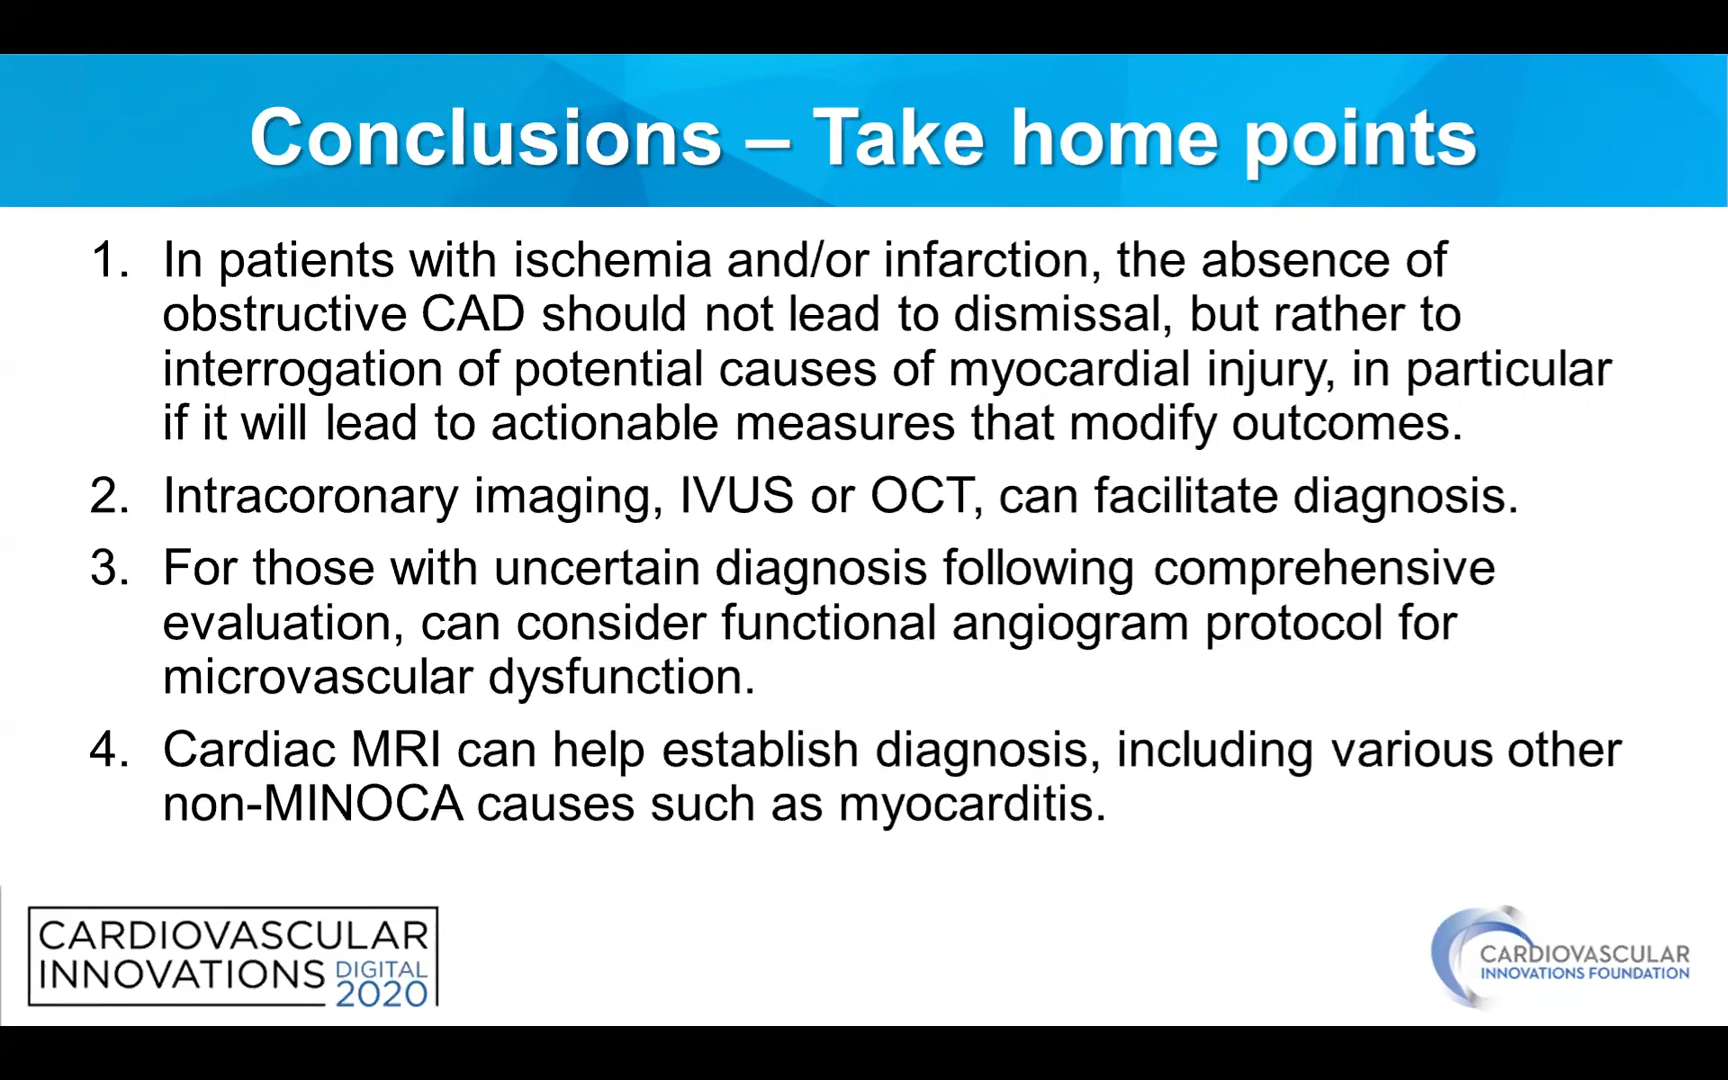 Conclusions – Take home points
1. In patients with ischemia and/or infarction, the absence of
obstructive CAD should not lead to dismissal, but rather to
interrogation of potential causes of myocardial injury, in particular
if it will lead to actionable measures that modify outcomes.
2. Intracoronary imaging, IVUS or OCT, can facilitate diagnosis.
3. For those with uncertain diagnosis following comprehensive
evaluation, can consider functional angiogram protocol for
microvascular dysfunction.
4. Cardiac MRI can help establish diagnosis, including various other
non-MINOCA causes such as myocarditis.
CARDIOVASCULAR
INNOVATIONS DIGITAL
2020
CARDIOVASCULAR
INNOVATIONS FOUNDATION